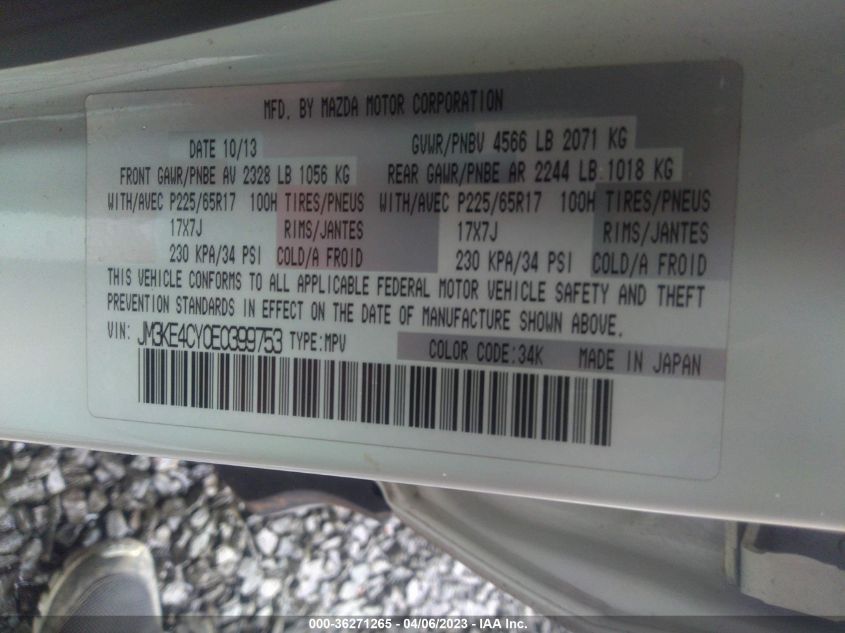 MFD. BY MAZDA MOTOR CORPORATION
DATE 10/13 GVWR/PNBV 4566 LB 2071 KG
FRONT GAWR/PNBE AV 2328 LB 1056 KG REAR GAWR/PNBE AR 2244 LB 1018 KG
WITH/AVEC P225/65R17 100H TIRES/PNEUS WITH/AVEC P225/65R17 100H TIRES/PNEUS
17X7J RIMS/JANTES 17X7J RIMS/JANTES
230 KPA/34 PSI COLD/A FROID 230 KPA/34 PSI COLD/A FROID
THIS VEHICLE CONFORMS TO ALL APPLICABLE FEDERAL MOTOR VEHICLE SAFETY AND THEFT
PREVENTION STANDARDS IN EFFECT ON THE DATE OF MANUFACTURE SHOWN ABOVE.
VIN: JM3KE4CY0E0399753 TYPE:MPV COLOR CODE:34K MADE IN JAPAN
000-36271265 - 04/06/2023 - IAAI Inc.